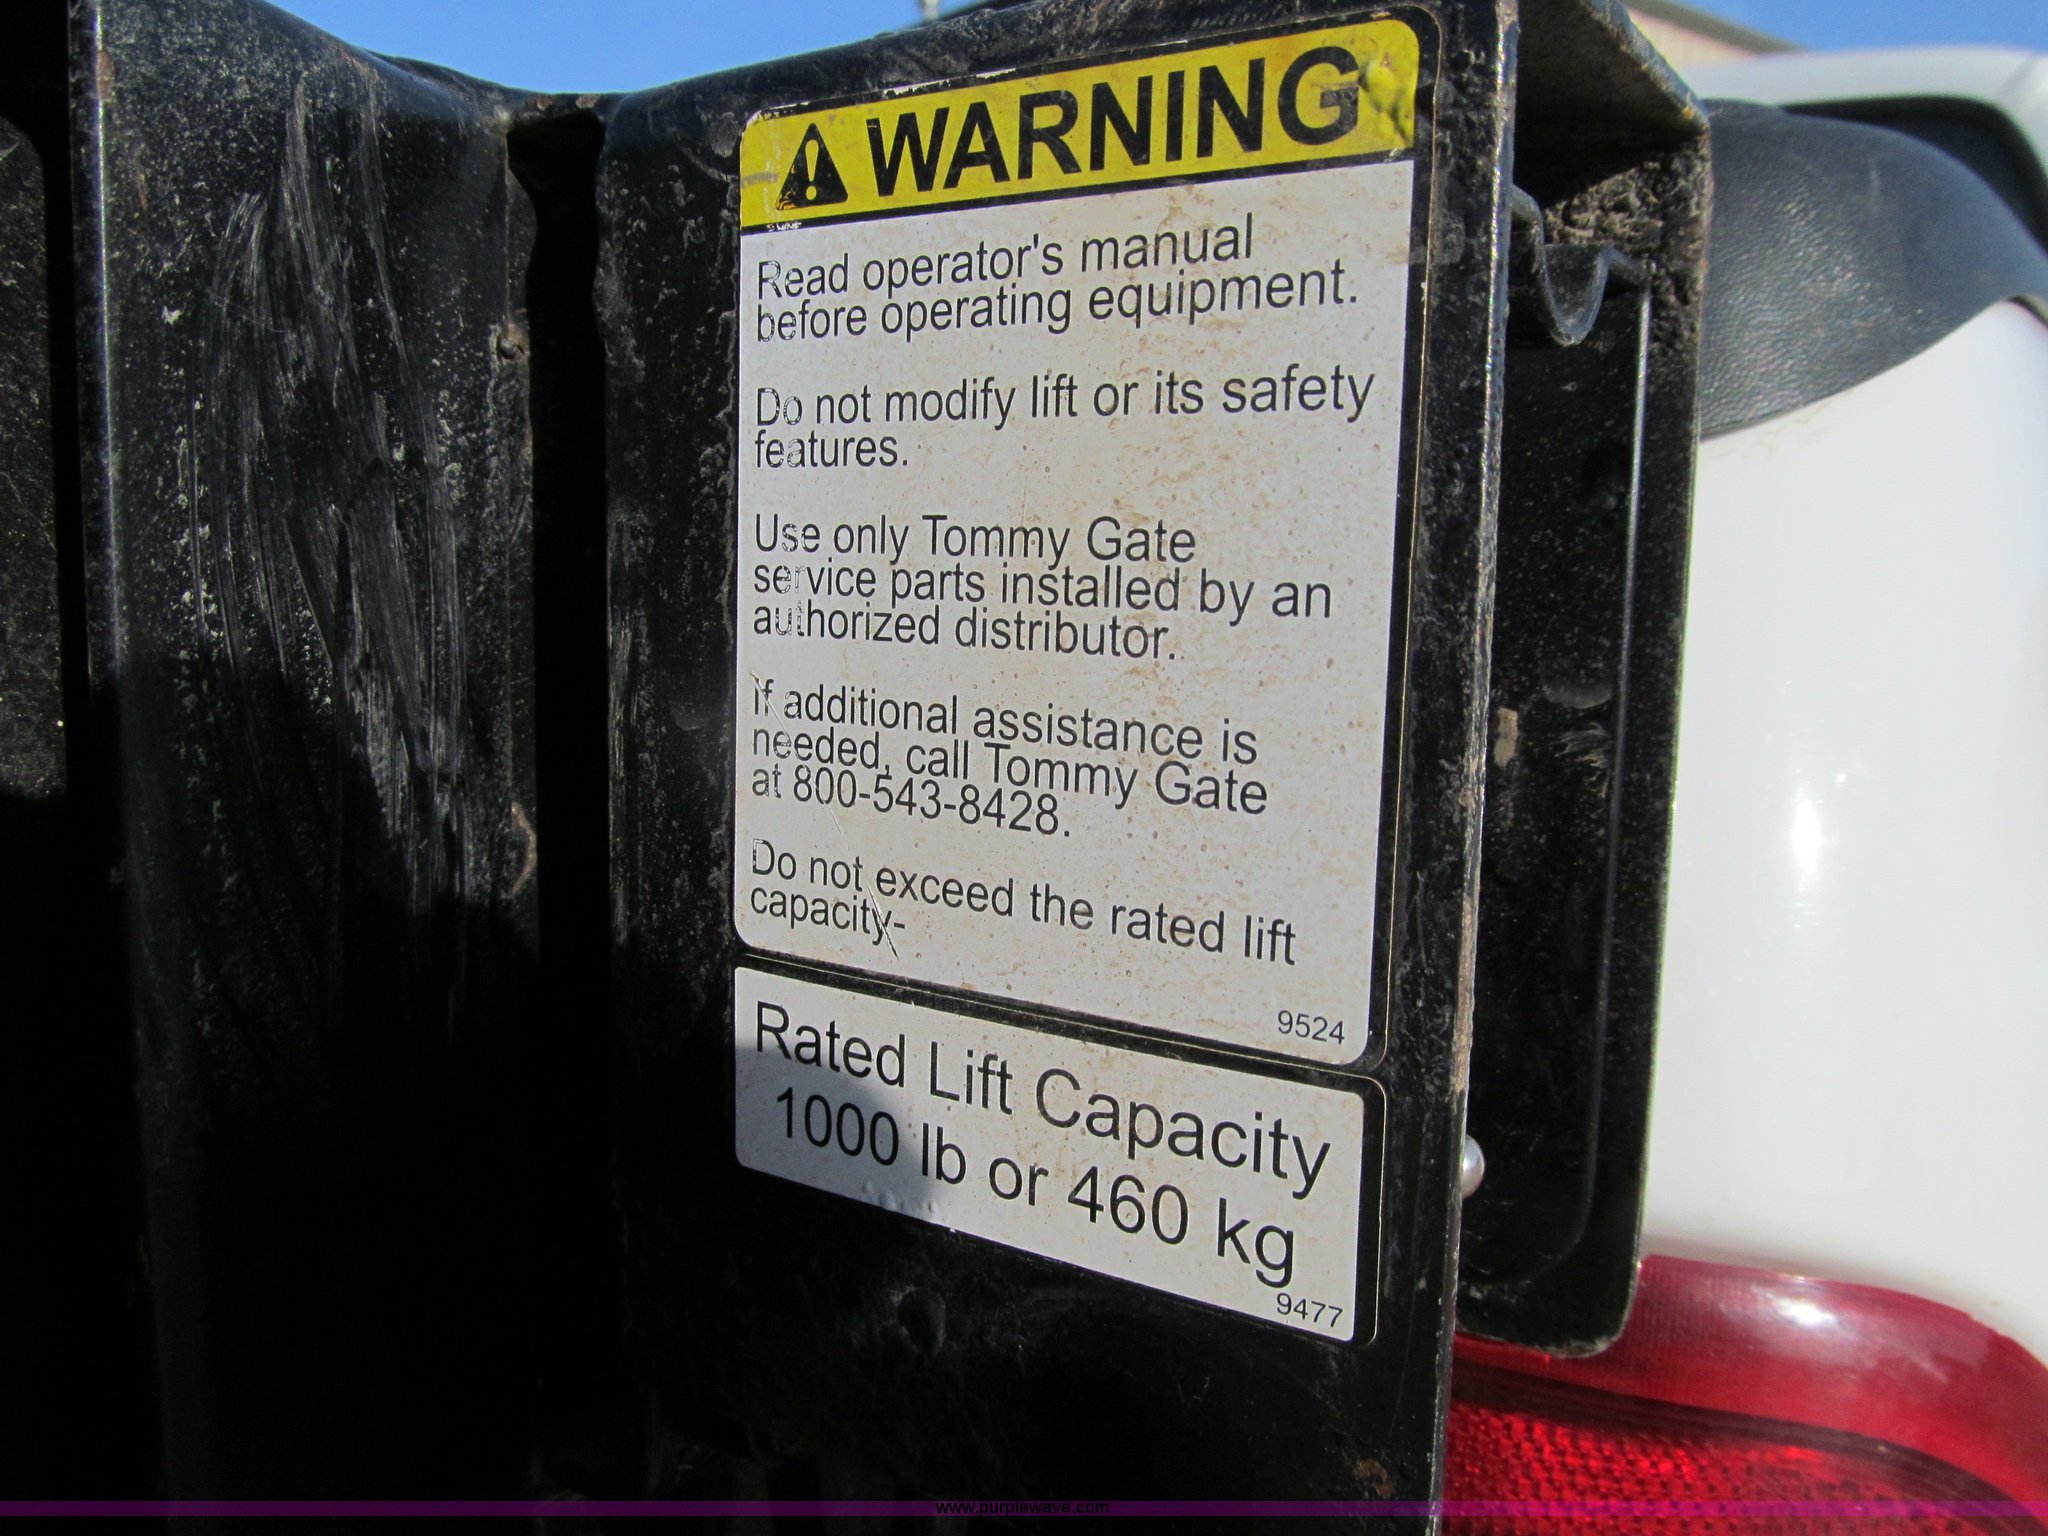 WARNING
Read operator's manual
before operating equipment.
Do not modify lift or its safety
features.
Use only Tommy Gate
service parts installed by an
authorized distributor.
If additional assistance is
needed, call Tommy Gate
at 800-543-8428.
Do not exceed the rated lift
capacity-
9524
Rated Lift Capacity
1000 lb or 460 kg
9477
www.purplewave.com